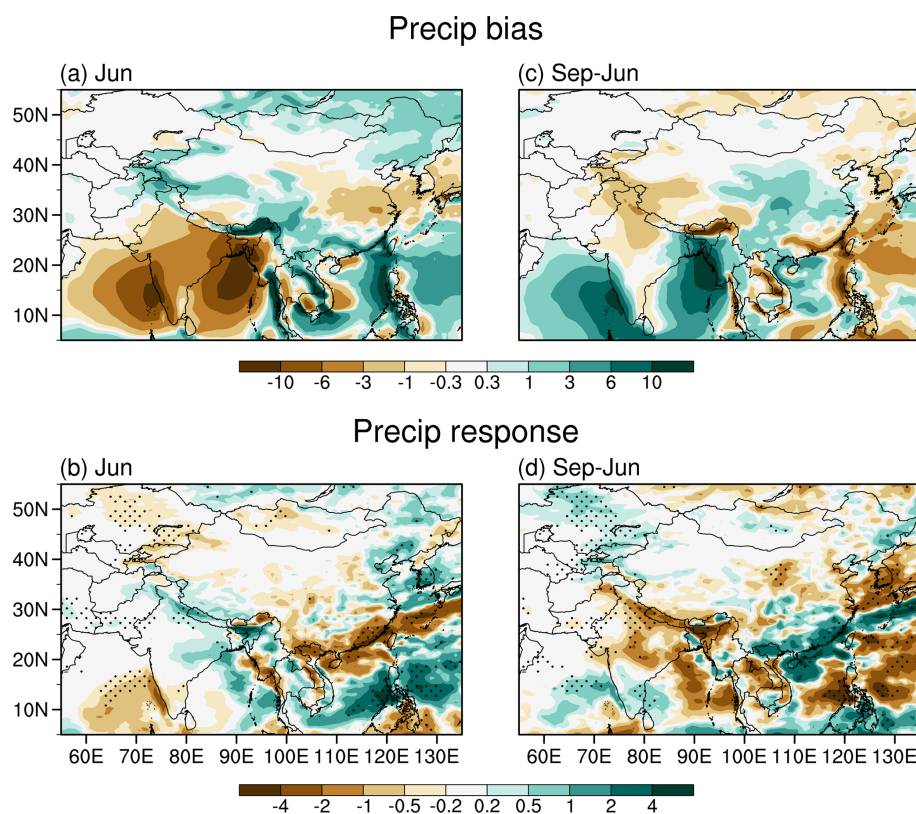 Precip bias
(a) Jun
(c) Sep-Jun
50N
40N
30N
20N
10N
-10 -6 -3 -1 -0.3 0.3 1 3 6 10
Precip response
(b) Jun
(d) Sep-Jun
50N
40N
30N
20N
10N
60E 70E 80E 90E 100E 110E 120E 130E 60E 70E 80E 90E 100E 110E 120E 130E
-4 -2 -1 -0.5 -0.2 0.2 0.5 1 2 4